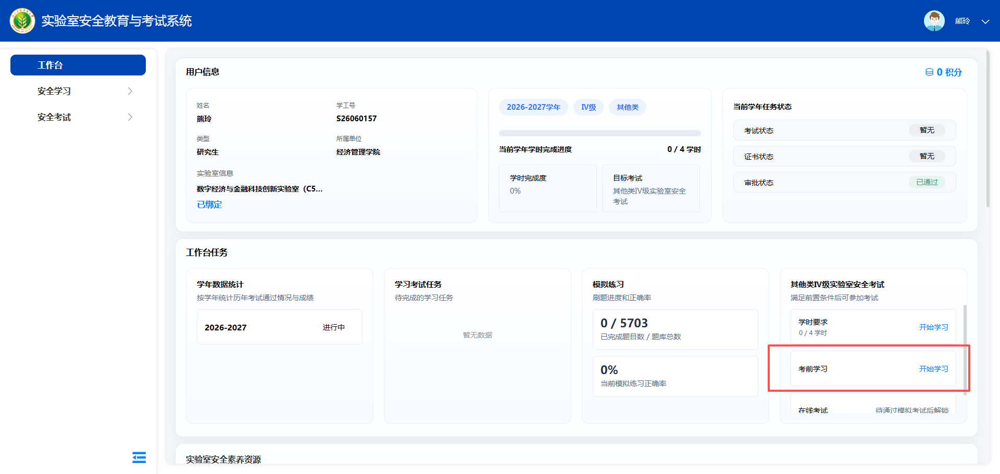 实验室安全教育与考试系统
熊玲
工作台
安全学习
安全考试
用户信息
0 积分
姓名
熊玲
学工号
S26060157
类型
研究生
所属单位
经济管理学院
实验室信息
数字经济与金融科技创新实验室（C5...
已绑定
2026-2027学年
IV级
其他类
当前学年学时完成进度
0 / 4 学时
学时完成度
0%
目标考试
其他类IV级实验室安全
考试
当前学年任务状态
考试状态
暂无
证书状态
暂无
审批状态
已通过
工作台任务
学年数据统计
按学年统计历年考试通过情况与成绩
2026-2027
进行中
学习考试任务
待完成的学习任务
暂无数据
模拟练习
刷题进度和正确率
0 / 5703
已完成题目数 / 题库总数
0%
当前模拟练习正确率
其他类IV级实验室安全考试
满足前置条件后可参加考试
学时要求
0 / 4 学时
开始学习
考前学习
开始学习
在线考试
待通过模拟考试后解锁
实验室安全素养资源